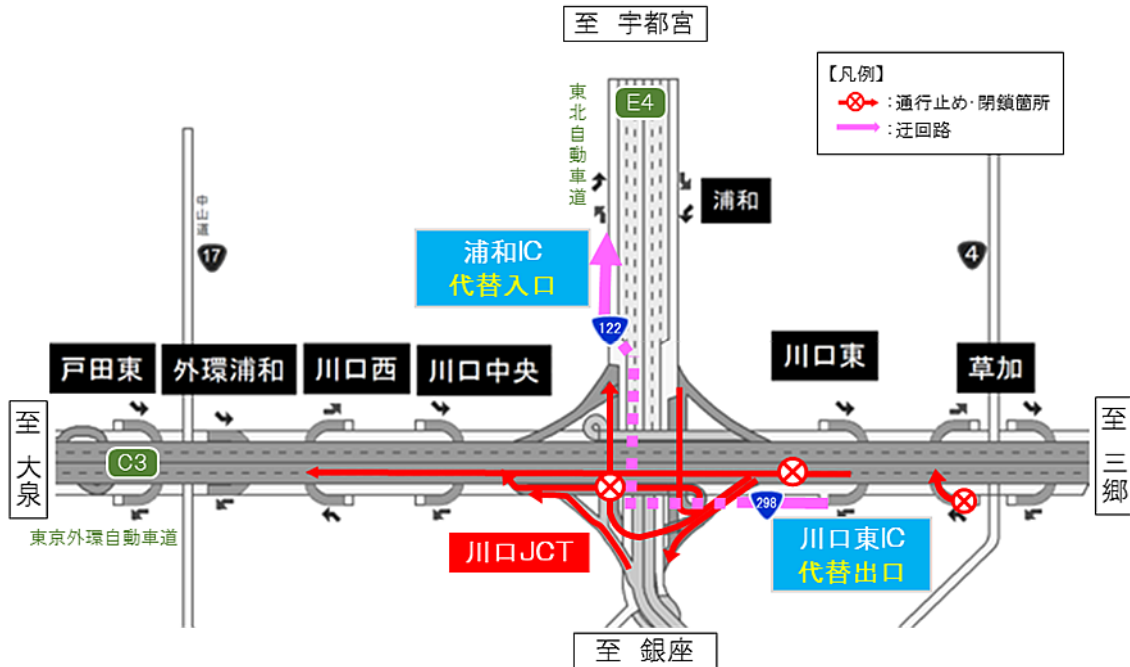 至 宇都宮
【凡例】
:通行止め・閉鎖箇所
:迂回路
東北自動車道
E4
浦和
中山道
17
4
浦和IC
代替入口
122
戸田東
外環浦和
川口西
川口中央
川口東
草加
至 大泉
C3
至 三郷
298
東京外環自動車道
川口JCT
川口東IC
代替出口
至 銀座